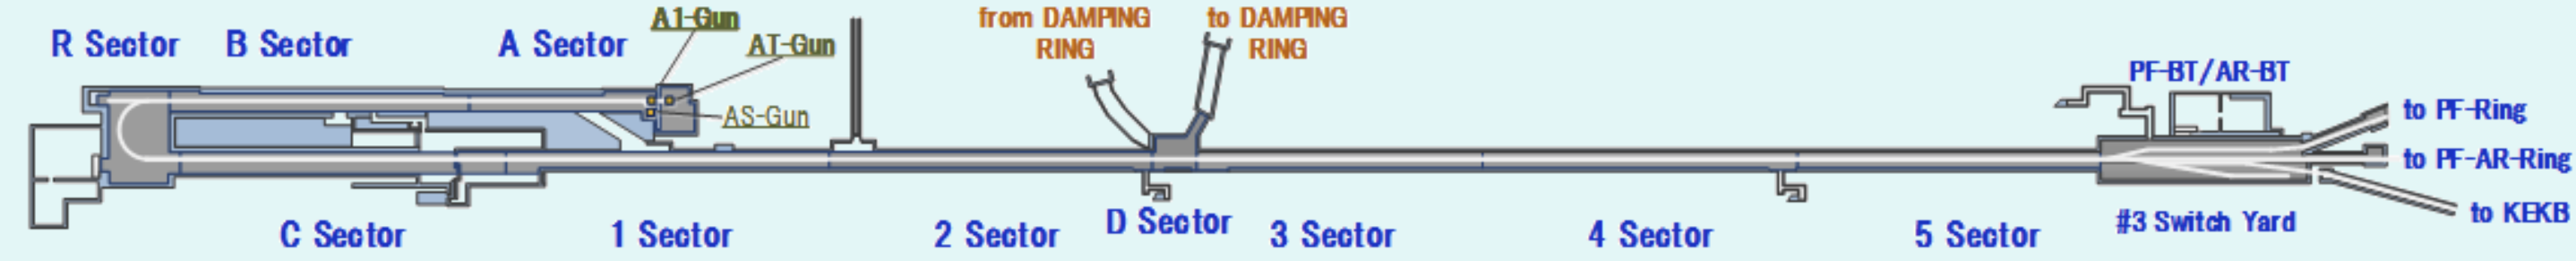 R Sector
B Sector
A Sector
A1-Gun
AT-Gun
AS-Gun
from DAMPING
RING
to DAMPING
RING
PF-BT/AR-BT
to PF-Ring
to PF-AR-Ring
to KEKB
C Sector
1 Sector
2 Sector
D Sector
3 Sector
4 Sector
5 Sector
#3 Switch Yard